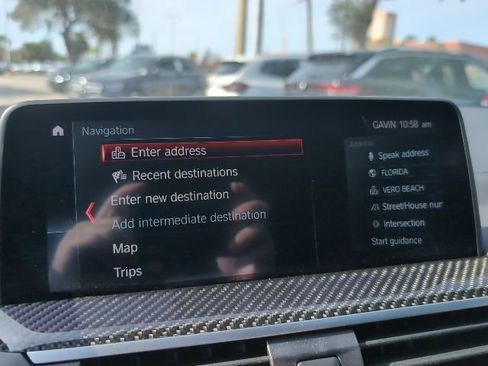 Navigation
GAVIN 10:58 am
Enter address
Recent destinations
Enter new destination
Add intermediate destination
Map
Trips
Address
Speak address
FLORIDA
VERO BEACH
Street/House nur
Intersection
Start guidance